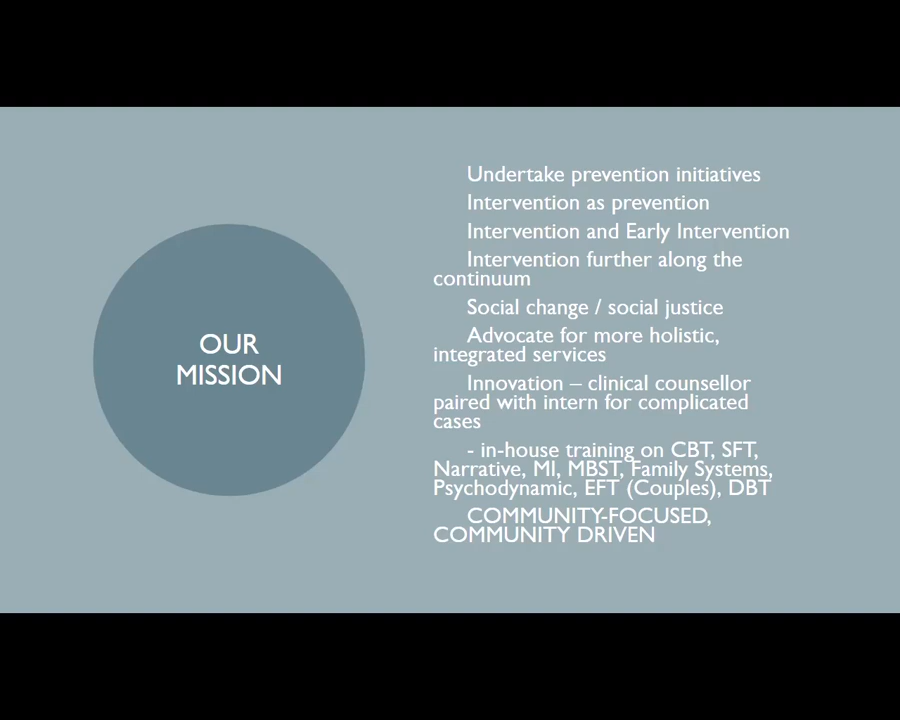 OUR
MISSION
Undertake prevention initiatives
Intervention as prevention
Intervention and Early Intervention
Intervention further along the
continuum
Social change / social justice
Advocate for more holistic,
integrated services
Innovation – clinical counsellor
paired with intern for complicated
cases
- in-house training on CBT, SFT,
Narrative, MI, MBST, Family Systems,
Psychodynamic, EFT (Couples), DBT
COMMUNITY-FOCUSED,
COMMUNITY DRIVEN